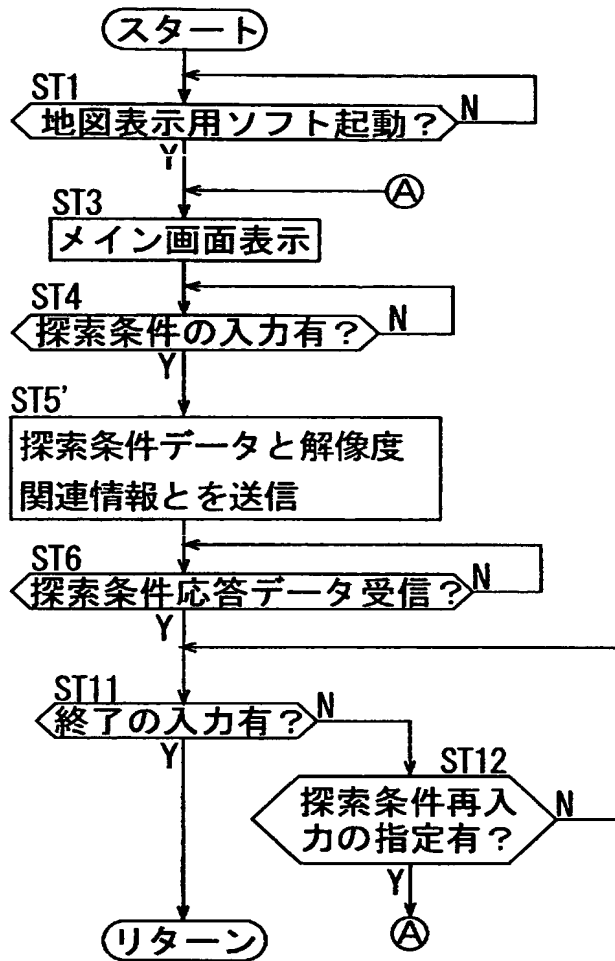 スタート
ST1
地図表示用ソフト起動？
N
Y
A
ST3
メイン画面表示
ST4
探索条件の入力有？
N
Y
ST5'
探索条件データと解像度
関連情報とを送信
ST6
探索条件応答データ受信？
N
Y
ST11
終了の入力有？
N
Y
ST12
探索条件再入
力の指定有？
N
Y
リターン
A